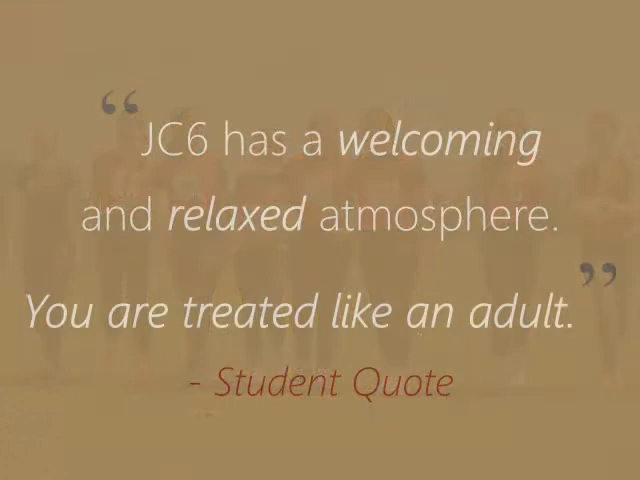 “JC6 has a welcoming
and relaxed atmosphere.
You are treated like an adult.”
- Student Quote